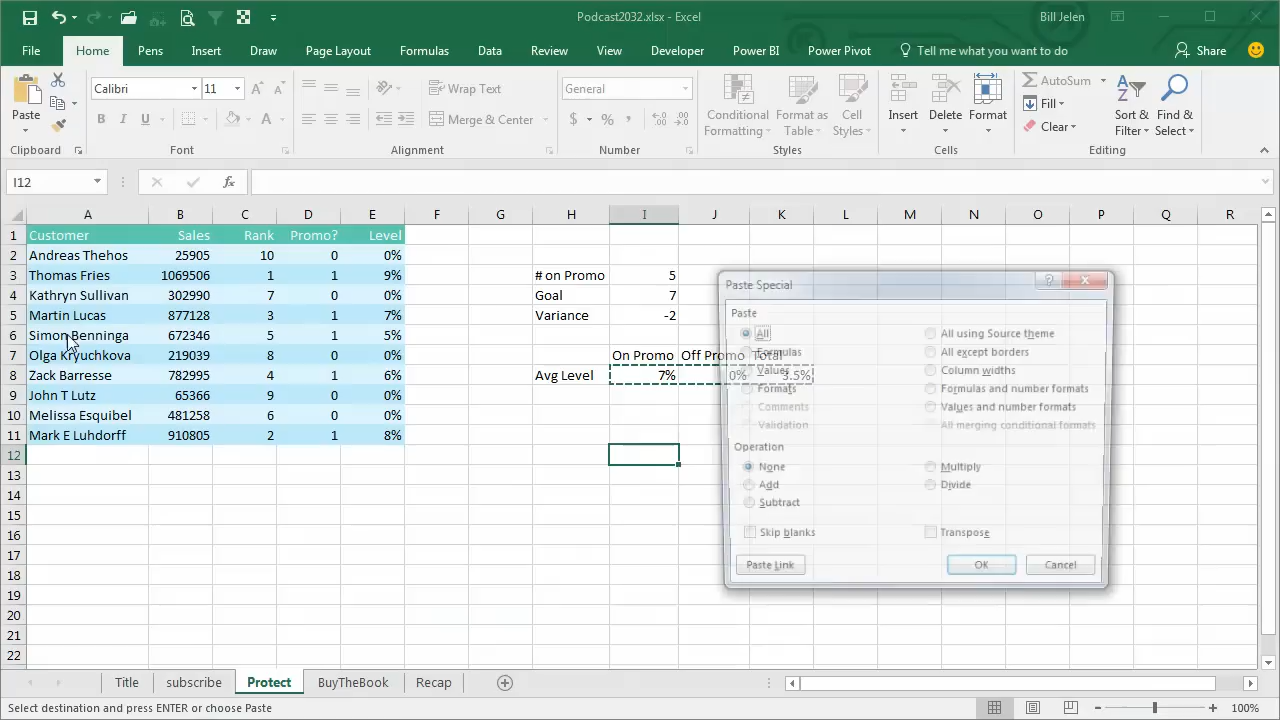 Podcast2032.xlsx - Excel
Bill Jelen
File Home Pens Insert Draw Page Layout Formulas Data Review View Developer Power BI Power Pivot Tell me what you want to do Share
Paste
Calibri 11
B I U A
Wrap Text
Merge & Center
General
$ % ,
Conditional Formatting
Format as Table
Cell Styles
Insert Delete Format
AutoSum
Fill
Clear
Sort & Filter
Find & Select
Clipboard Font Alignment Number Styles Cells Editing
I12 fx
A B C D E F G H I J K L M N O P Q R
1 Customer Sales Rank Promo? Level
2 Andreas Thehos 25905 10 0 0%
3 Thomas Fries 1069506 1 1 9% # on Promo 5
4 Kathryn Sullivan 302990 7 0 0% Goal 7
5 Martin Lucas 877128 3 1 7% Variance -2
6 Simon Benninga 672346 5 1 5%
7 Olga Kryuchkova 219039 8 0 0% On Promo Off Promo Total
8 Zack Barresse 782995 4 1 6% Avg Level 7% 0% 3.5%
9 John T Lutz 65366 9 0 0%
10 Melissa Esquibel 481258 6 0 0%
11 Mark E Luhdorff 910805 2 1 8%
12
13
14
15
16
17
18
19
20
21
22
Paste Special
Paste
All All using Source theme
Formulas All except borders
Values Column widths
Formats Formulas and number formats
Comments Values and number formats
Validation All merging conditional formats
Operation
None Multiply
Add Divide
Subtract
Skip blanks Transpose
Paste Link OK Cancel
Title subscribe Protect BuyTheBook Recap
Select destination and press ENTER or choose Paste
100%